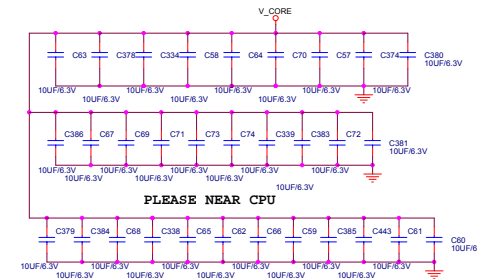 V_CORE
C63 C378 C334 C58 C64 C70 C57 C374 C380
10UF/6.3V
10UF/6.3V 10UF/6.3V 10UF/6.3V 10UF/6.3V
10UF/6.3V 10UF/6.3V 10UF/6.3V 10UF/6.3V
C386 C67 C69 C71 C73 C74 C339 C383 C72 C381
10UF/6.3V
10UF/6.3V 10UF/6.3V 10UF/6.3V 10UF/6.3V 10UF/6.3V
10UF/6.3V 10UF/6.3V 10UF/6.3V
10UF/6.3V
PLEASE NEAR CPU
C379 C384 C68 C338 C65 C62 C66 C59 C385 C443 C61 C60
10UF/6
10UF/6.3V 10UF/6.3V 10UF/6.3V 10UF/6.3V 10UF/6.3V 10UF/6.3V
10UF/6.3V 10UF/6.3V 10UF/6.3V 10UF/6.3V 10UF/6.3V